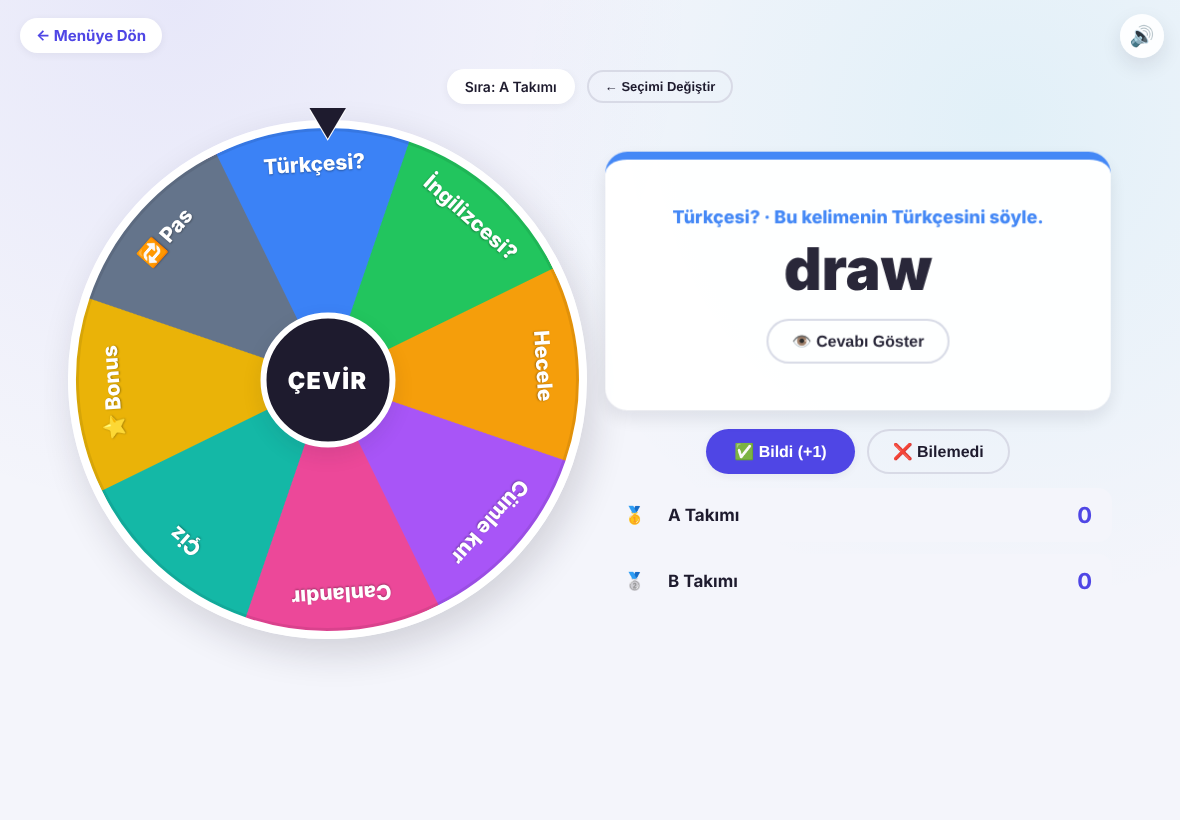 ← Menüye Dön
Sıra: A Takımı
← Seçimi Değiştir
Türkçesi?
İngilizcesi?
Hecele
Cümle kur
Canlandır
Çiz
⭐ Bonus
🔁 Pas
ÇEVİR
Türkçesi? · Bu kelimenin Türkçesini söyle.
draw
👁️ Cevabı Göster
✅ Bildi (+1)
❌ Bilemedi
🥇 A Takımı 0
🥈 B Takımı 0